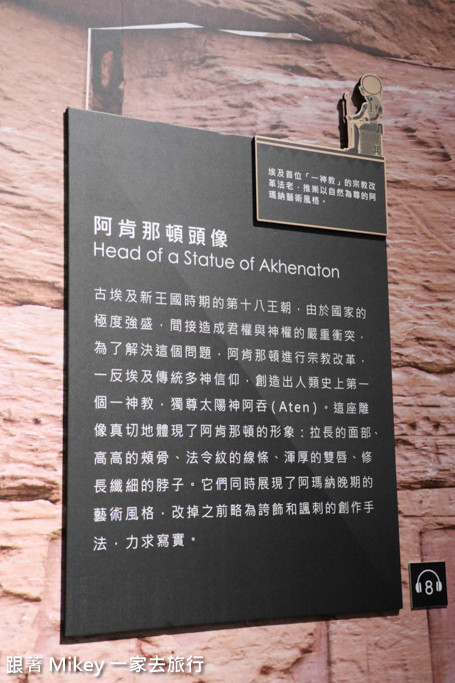 埃及首位「一神教」的宗教改
革法老，推崇以自然為尊的阿
瑪納藝術風格。
阿肯那頓頭像
Head of a Statue of Akhenaton
古埃及新王國時期的第十八王朝，由於國家的
極度強盛，間接造成君權與神權的嚴重衝突，
為了解決這個問題，阿肯那頓進行宗教改革，
一反埃及傳統多神信仰，創造出人類史上第一
個一神教，獨尊太陽神阿吞(Aten)。這座雕
像真切地體現了阿肯那頓的形象：拉長的面部、
高高的頰骨、法令紋的線條、渾厚的雙唇、修
長纖細的脖子。它們同時展現了阿瑪納晚期的
藝術風格，改掉之前略為誇飾和諷刺的創作手
法，力求寫實。
8
跟著 Mikey 一家去旅行